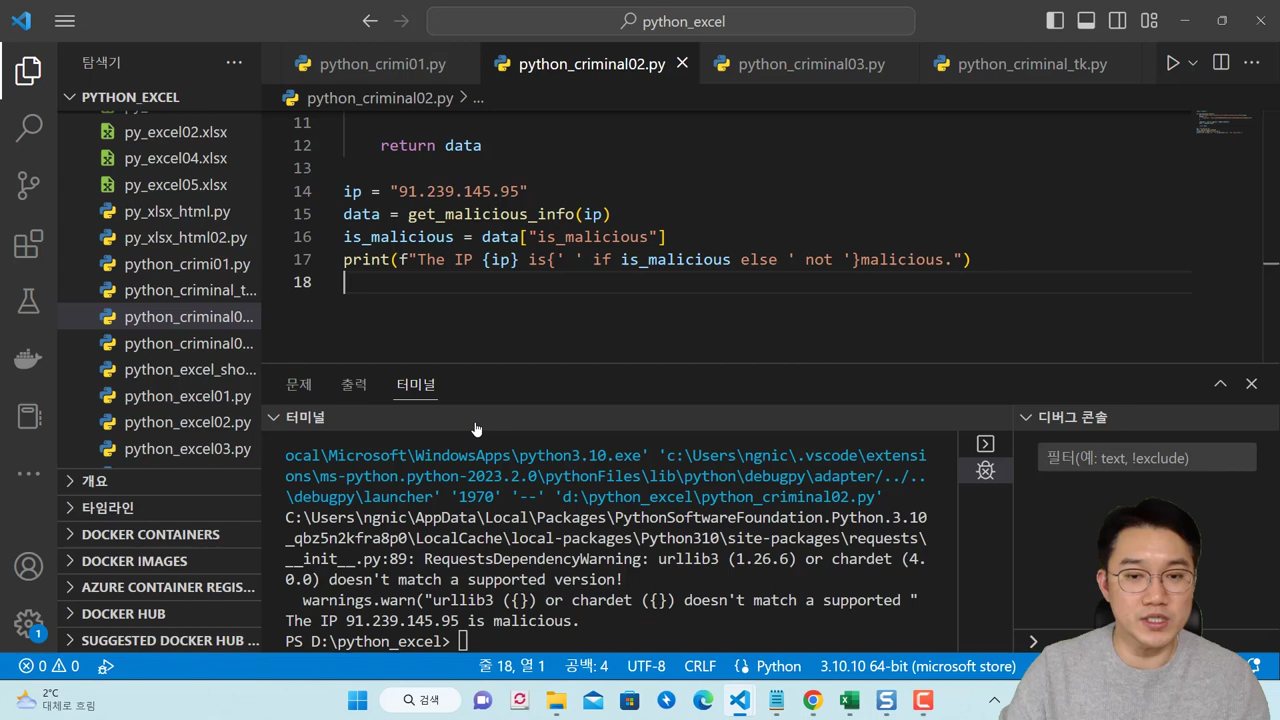 python_excel
탐색기
PYTHON_EXCEL
py_excel02.xlsx
py_excel04.xlsx
py_excel05.xlsx
py_xlsx_html.py
py_xlsx_html02.py
python_crimi01.py
python_criminal_t...
python_criminal0...
python_criminal0...
python_excel_sho...
python_excel01.py
python_excel02.py
python_excel03.py
개요
타임라인
DOCKER CONTAINERS
DOCKER IMAGES
AZURE CONTAINER REGIS...
DOCKER HUB
SUGGESTED DOCKER HUB ...
python_crimi01.py
python_criminal02.py
python_criminal03.py
python_criminal_tk.py
python_criminal02.py > ...
11
12 return data
13
14 ip = "91.239.145.95"
15 data = get_malicious_info(ip)
16 is_malicious = data["is_malicious"]
17 print(f"The IP {ip} is{' ' if is_malicious else ' not '}malicious.")
18
문제 출력 터미널
터미널
ocal\Microsoft\WindowsApps\python3.10.exe' 'c:\Users\ngnic\.vscode\extensi
ons\ms-python.python-2023.2.0\pythonFiles\lib\python\debugpy\adapter/../..
\debugpy\launcher' '1970' '--' 'd:\python_excel\python_criminal02.py'
C:\Users\ngnic\AppData\Local\Packages\PythonSoftwareFoundation.Python.3.10
_qbz5n2kfra8p0\LocalCache\local-packages\Python310\site-packages\requests\
__init__.py:89: RequestsDependencyWarning: urllib3 (1.26.6) or chardet (4.
0.0) doesn't match a supported version!
warnings.warn("urllib3 ({}) or chardet ({}) doesn't match a supported "
The IP 91.239.145.95 is malicious.
PS D:\python_excel>
디버그 콘솔
필터(예: text, !exclude)
1
0 0 줄 18, 열 1 공백: 4 UTF-8 CRLF Python 3.10.10 64-bit (microsoft store)
2°C
대체로 흐림
검색